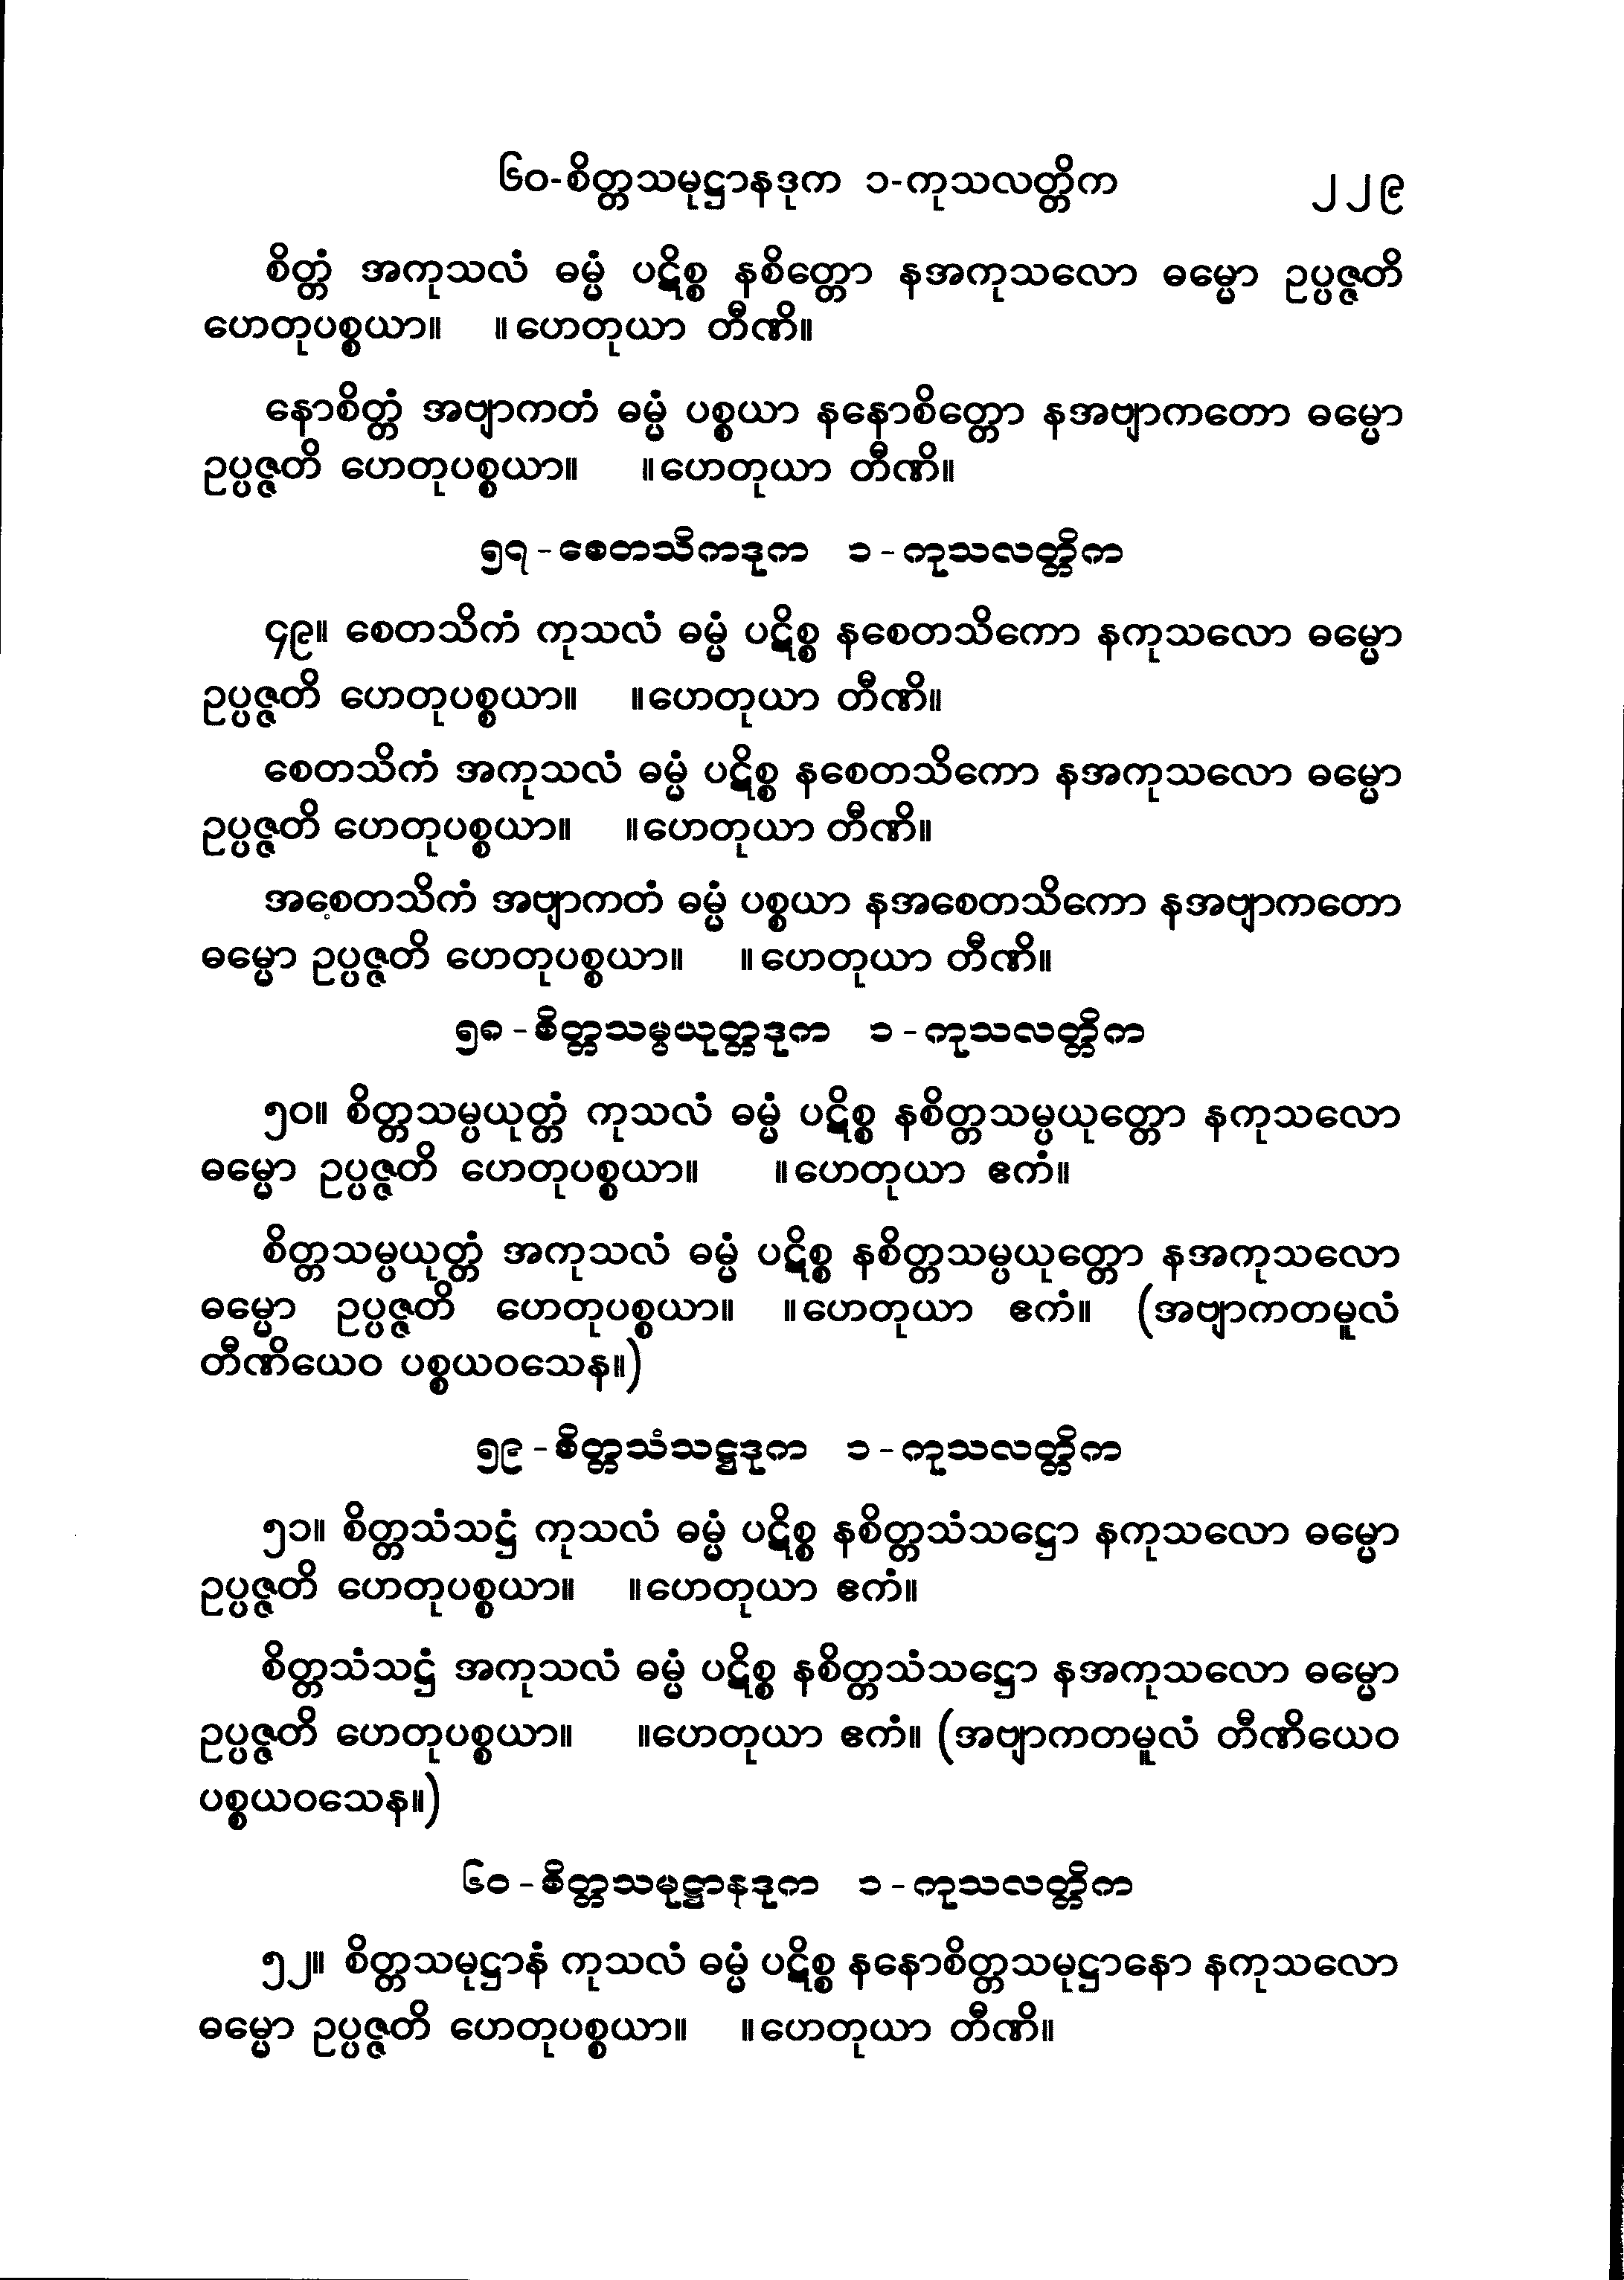 ၆၀-စိတ္တသမုဋ္ဌာနဒုက ၁-ကုသလတ္တိက ၂၂၉
စိတ္တံ အကုသလံ ဓမ္မံ ပဋိစ္စ နစိတ္တော နအကုသလော ဓမ္မော ဥပ္ပဇ္ဇတိ
ဟေတုပစ္စယာ။ ။ဟေတုယာ တီဏိ။
နောစိတ္တံ အဗျာကတံ ဓမ္မံ ပစ္စယာ နနောစိတ္တော နအဗျာကတော ဓမ္မော
ဥပ္ပဇ္ဇတိ ဟေတုပစ္စယာ။ ။ဟေတုယာ တီဏိ။
၅၇-စေတသိကဒုက ၁-ကုသလတ္တိက
၄၉။ စေတသိကံ ကုသလံ ဓမ္မံ ပဋိစ္စ နစေတသိကော နကုသလော ဓမ္မော
ဥပ္ပဇ္ဇတိ ဟေတုပစ္စယာ။ ။ဟေတုယာ တီဏိ။
စေတသိကံ အကုသလံ ဓမ္မံ ပဋိစ္စ နစေတသိကော နအကုသလော ဓမ္မော
ဥပ္ပဇ္ဇတိ ဟေတုပစ္စယာ။ ။ဟေတုယာ တီဏိ။
အစေတသိကံ အဗျာကတံ ဓမ္မံ ပစ္စယာ နအစေတသိကော နအဗျာကတော
ဓမ္မော ဥပ္ပဇ္ဇတိ ဟေတုပစ္စယာ။ ။ဟေတုယာ တီဏိ။
၅၈-စိတ္တသမ္ပယုတ္တဒုက ၁-ကုသလတ္တိက
၅၀။ စိတ္တသမ္ပယုတ္တံ ကုသလံ ဓမ္မံ ပဋိစ္စ နစိတ္တသမ္ပယုတ္တော နကုသလော
ဓမ္မော ဥပ္ပဇ္ဇတိ ဟေတုပစ္စယာ။ ။ဟေတုယာ ဧကံ။
စိတ္တသမ္ပယုတ္တံ အကုသလံ ဓမ္မံ ပဋိစ္စ နစိတ္တသမ္ပယုတ္တော နအကုသလော
ဓမ္မော ဥပ္ပဇ္ဇတိ ဟေတုပစ္စယာ။ ။ဟေတုယာ ဧကံ။ (အဗျာကတမူလံ
တီဏိယေဝ ပစ္စယဝသေန။)
၅၉-စိတ္တသံသဋ္ဌဒုက ၁-ကုသလတ္တိက
၅၁။ စိတ္တသံသဋ္ဌံ ကုသလံ ဓမ္မံ ပဋိစ္စ နစိတ္တသံသဋ္ဌော နကုသလော ဓမ္မော
ဥပ္ပဇ္ဇတိ ဟေတုပစ္စယာ။ ။ဟေတုယာ ဧကံ။
စိတ္တသံသဋ္ဌံ အကုသလံ ဓမ္မံ ပဋိစ္စ နစိတ္တသံသဋ္ဌော နအကုသလော ဓမ္မော
ဥပ္ပဇ္ဇတိ ဟေတုပစ္စယာ။ ။ဟေတုယာ ဧကံ။ (အဗျာကတမူလံ တီဏိယေဝ
ပစ္စယဝသေန။)
၆၀-စိတ္တသမုဋ္ဌာနဒုက ၁-ကုသလတ္တိက
၅၂။ စိတ္တသမုဋ္ဌာနံ ကုသလံ ဓမ္မံ ပဋိစ္စ နနောစိတ္တသမုဋ္ဌာနော နကုသလော
ဓမ္မော ဥပ္ပဇ္ဇတိ ဟေတုပစ္စယာ။ ။ဟေတုယာ တီဏိ။